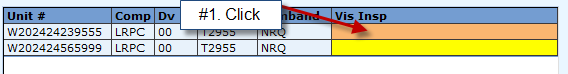 Unit # Comp Dv #1. Click mband Vis Insp
W202424239555 LRPC 00 T2955 NRQ
W202424565999 LRPC 00 T2955 NRQ